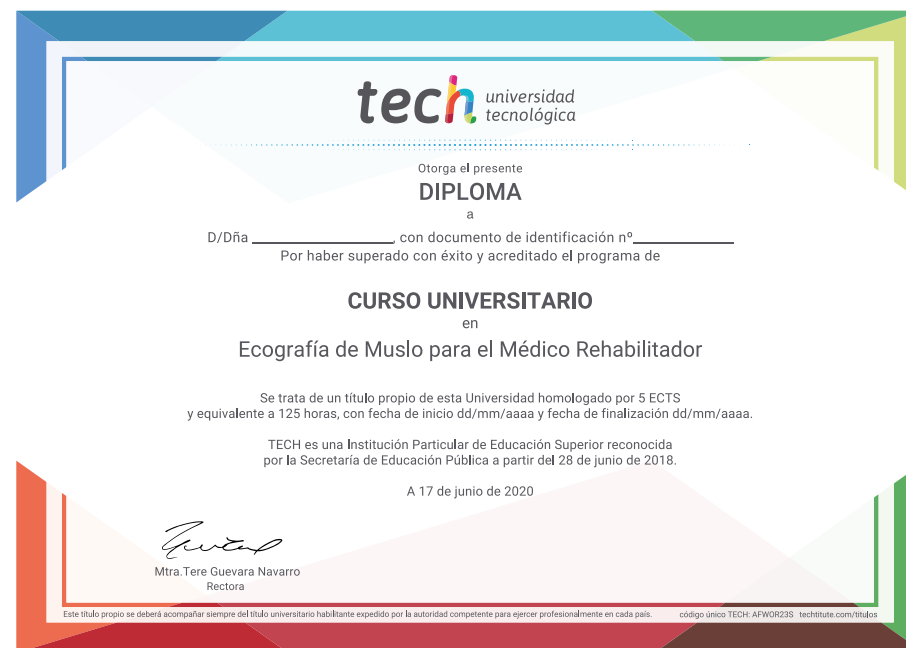 tech universidad
tecnológica
Otorga el presente
DIPLOMA
a
D/Dña ____________________, con documento de identificación nº______________
Por haber superado con éxito y acreditado el programa de
CURSO UNIVERSITARIO
en
Ecografía de Muslo para el Médico Rehabilitador
Se trata de un título propio de esta Universidad homologado por 5 ECTS
y equivalente a 125 horas, con fecha de inicio dd/mm/aaaa y fecha de finalización dd/mm/aaaa.
TECH es una Institución Particular de Educación Superior reconocida
por la Secretaría de Educación Pública a partir del 28 de junio de 2018.
A 17 de junio de 2020
Mtra.Tere Guevara Navarro
Rectora
Este título propio se deberá acompañar siempre del título universitario habilitante expedido por la autoridad competente para ejercer profesionalmente en cada país. código único TECH: AFWOR23S techtitute.com/titulos